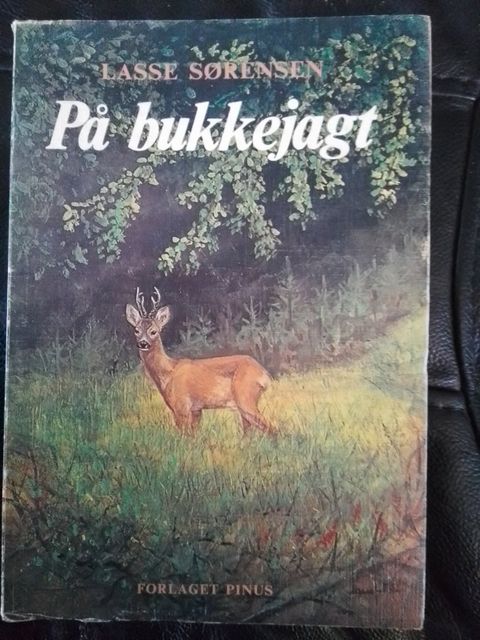 LASSE SØRENSEN
På bukkejagt
FORLAGET PINUS